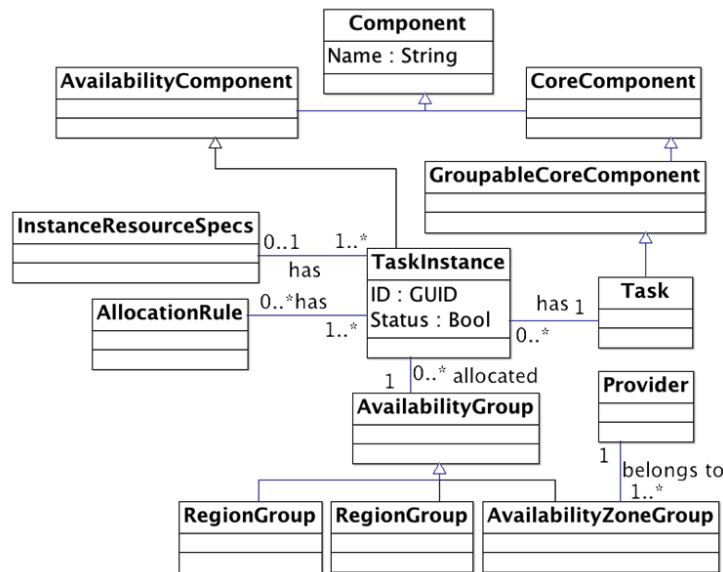 Component
Name : String
AvailabilityComponent
CoreComponent
GroupableCoreComponent
InstanceResourceSpecs
0..1
1..*
has
TaskInstance
ID : GUID
Status : Bool
Task
has
1
0..*
AllocationRule
0..*
has
1..*
1
0..*
allocated
AvailabilityGroup
Provider
1
belongs to
1..*
RegionGroup
RegionGroup
AvailabilityZoneGroup